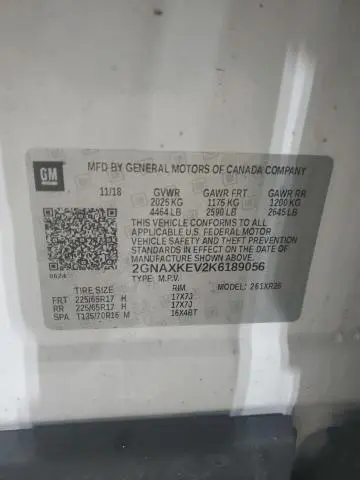 GM
MFD BY GENERAL MOTORS OF CANADA COMPANY
11/18 GVWR GAWR FRT GAWR RR
2025 KG 1175 KG 1200 KG
4464 LB 2590 LB 2645 LB
THIS VEHICLE CONFORMS TO ALL
APPLICABLE U.S. FEDERAL MOTOR
VEHICLE SAFETY AND THEFT PREVENTION
STANDARDS IN EFFECT ON THE DATE OF
MANUFACTURE SHOWN ABOVE.
2GNAXKEV2K6189056
TYPE: M.P.V. MODEL: 261XR26
TIRE SIZE RIM
FRT 225/65R17 H 17X7J
RR 225/65R17 H 17X7J
SPA T135/70R16 M 16X4BT